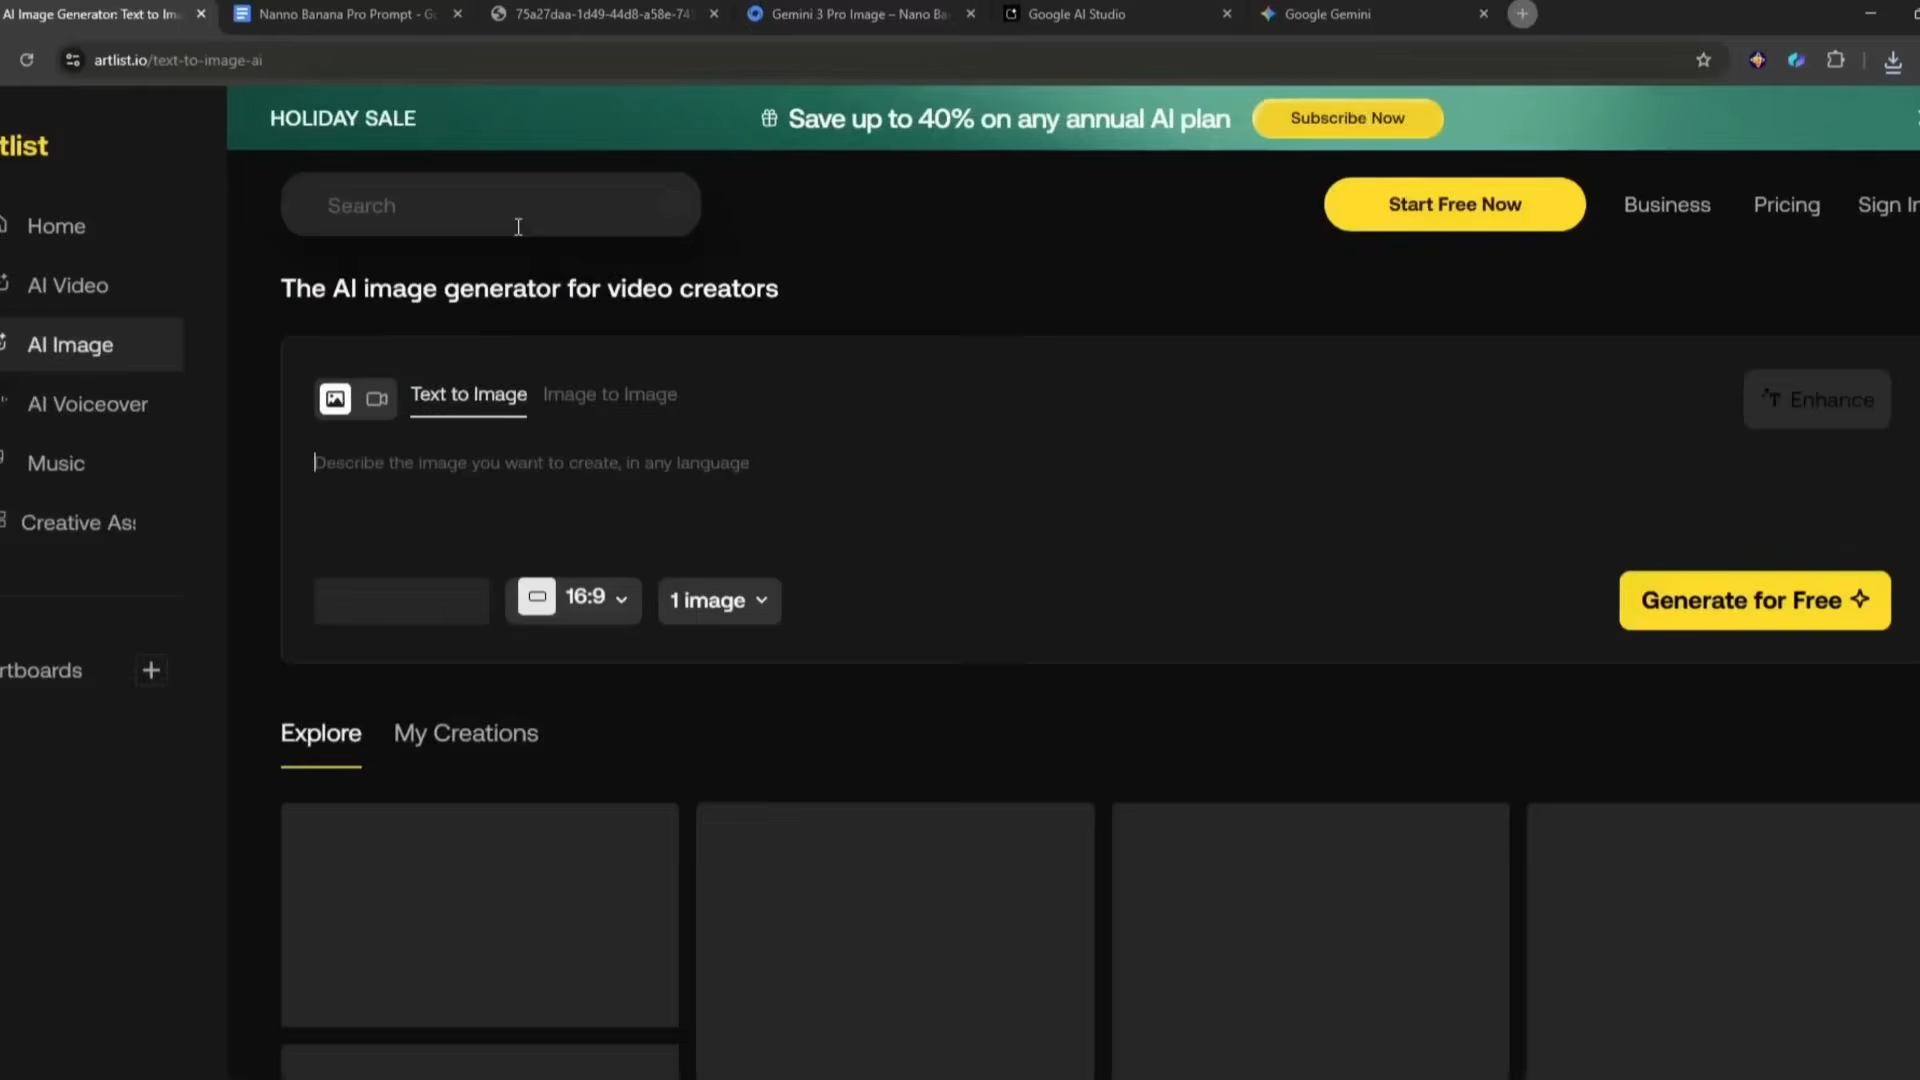 AI Image Generator: Text to Im
Nanno Banana Pro Prompt - Go
75a27daa-1d49-44d8-a58e-74
Gemini 3 Pro Image – Nano Ba
Google AI Studio
Google Gemini
artlist.io/text-to-image-ai
HOLIDAY SALE
Save up to 40% on any annual AI plan
Subscribe Now
tlist
Search
Start Free Now
Business
Pricing
Sign In
Home
AI Video
AI Image
AI Voiceover
Music
Creative Ass
rtboards
The AI image generator for video creators
Text to Image
Image to Image
Enhance
Describe the image you want to create, in any language
16:9
1 image
Generate for Free
Explore
My Creations